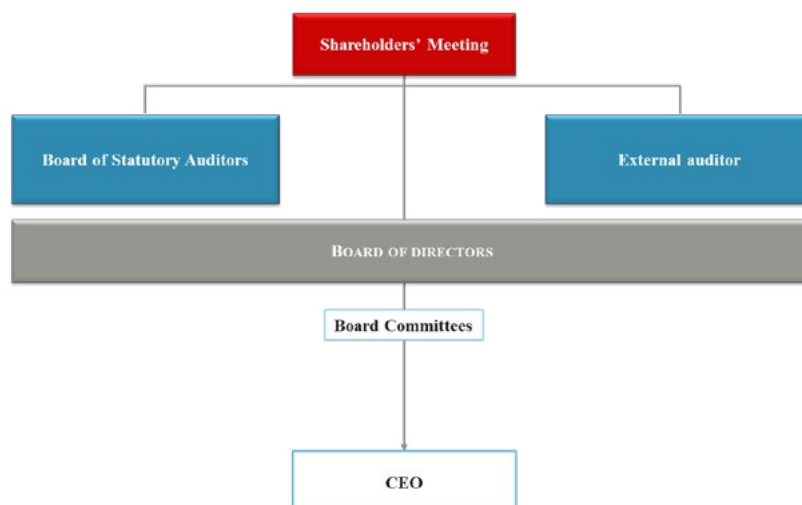 Shareholders’ Meeting
Board of Statutory Auditors
External auditor
BOARD OF DIRECTORS
Board Committees
CEO